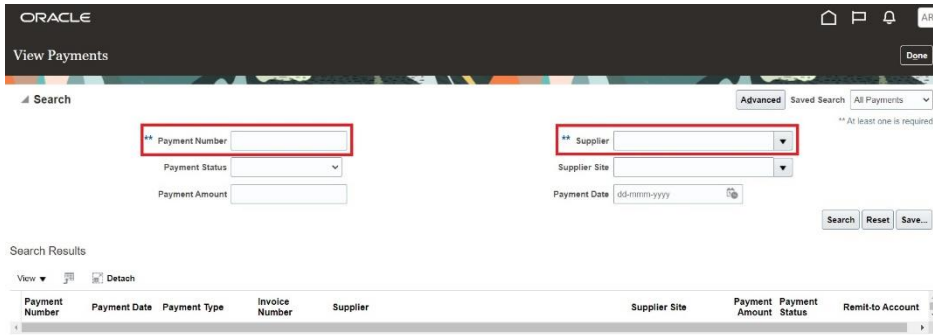 ORACLE
AR
View Payments
Done
Search
Advanced Saved Search All Payments
** At least one is required
** Payment Number
** Supplier
Payment Status
Supplier Site
Payment Amount
Payment Date dd-mmm-yyyy
Search Reset Save...
Search Results
View Detach
Payment Number Payment Date Payment Type Invoice Number Supplier Supplier Site Payment Amount Payment Status Remit-to Account